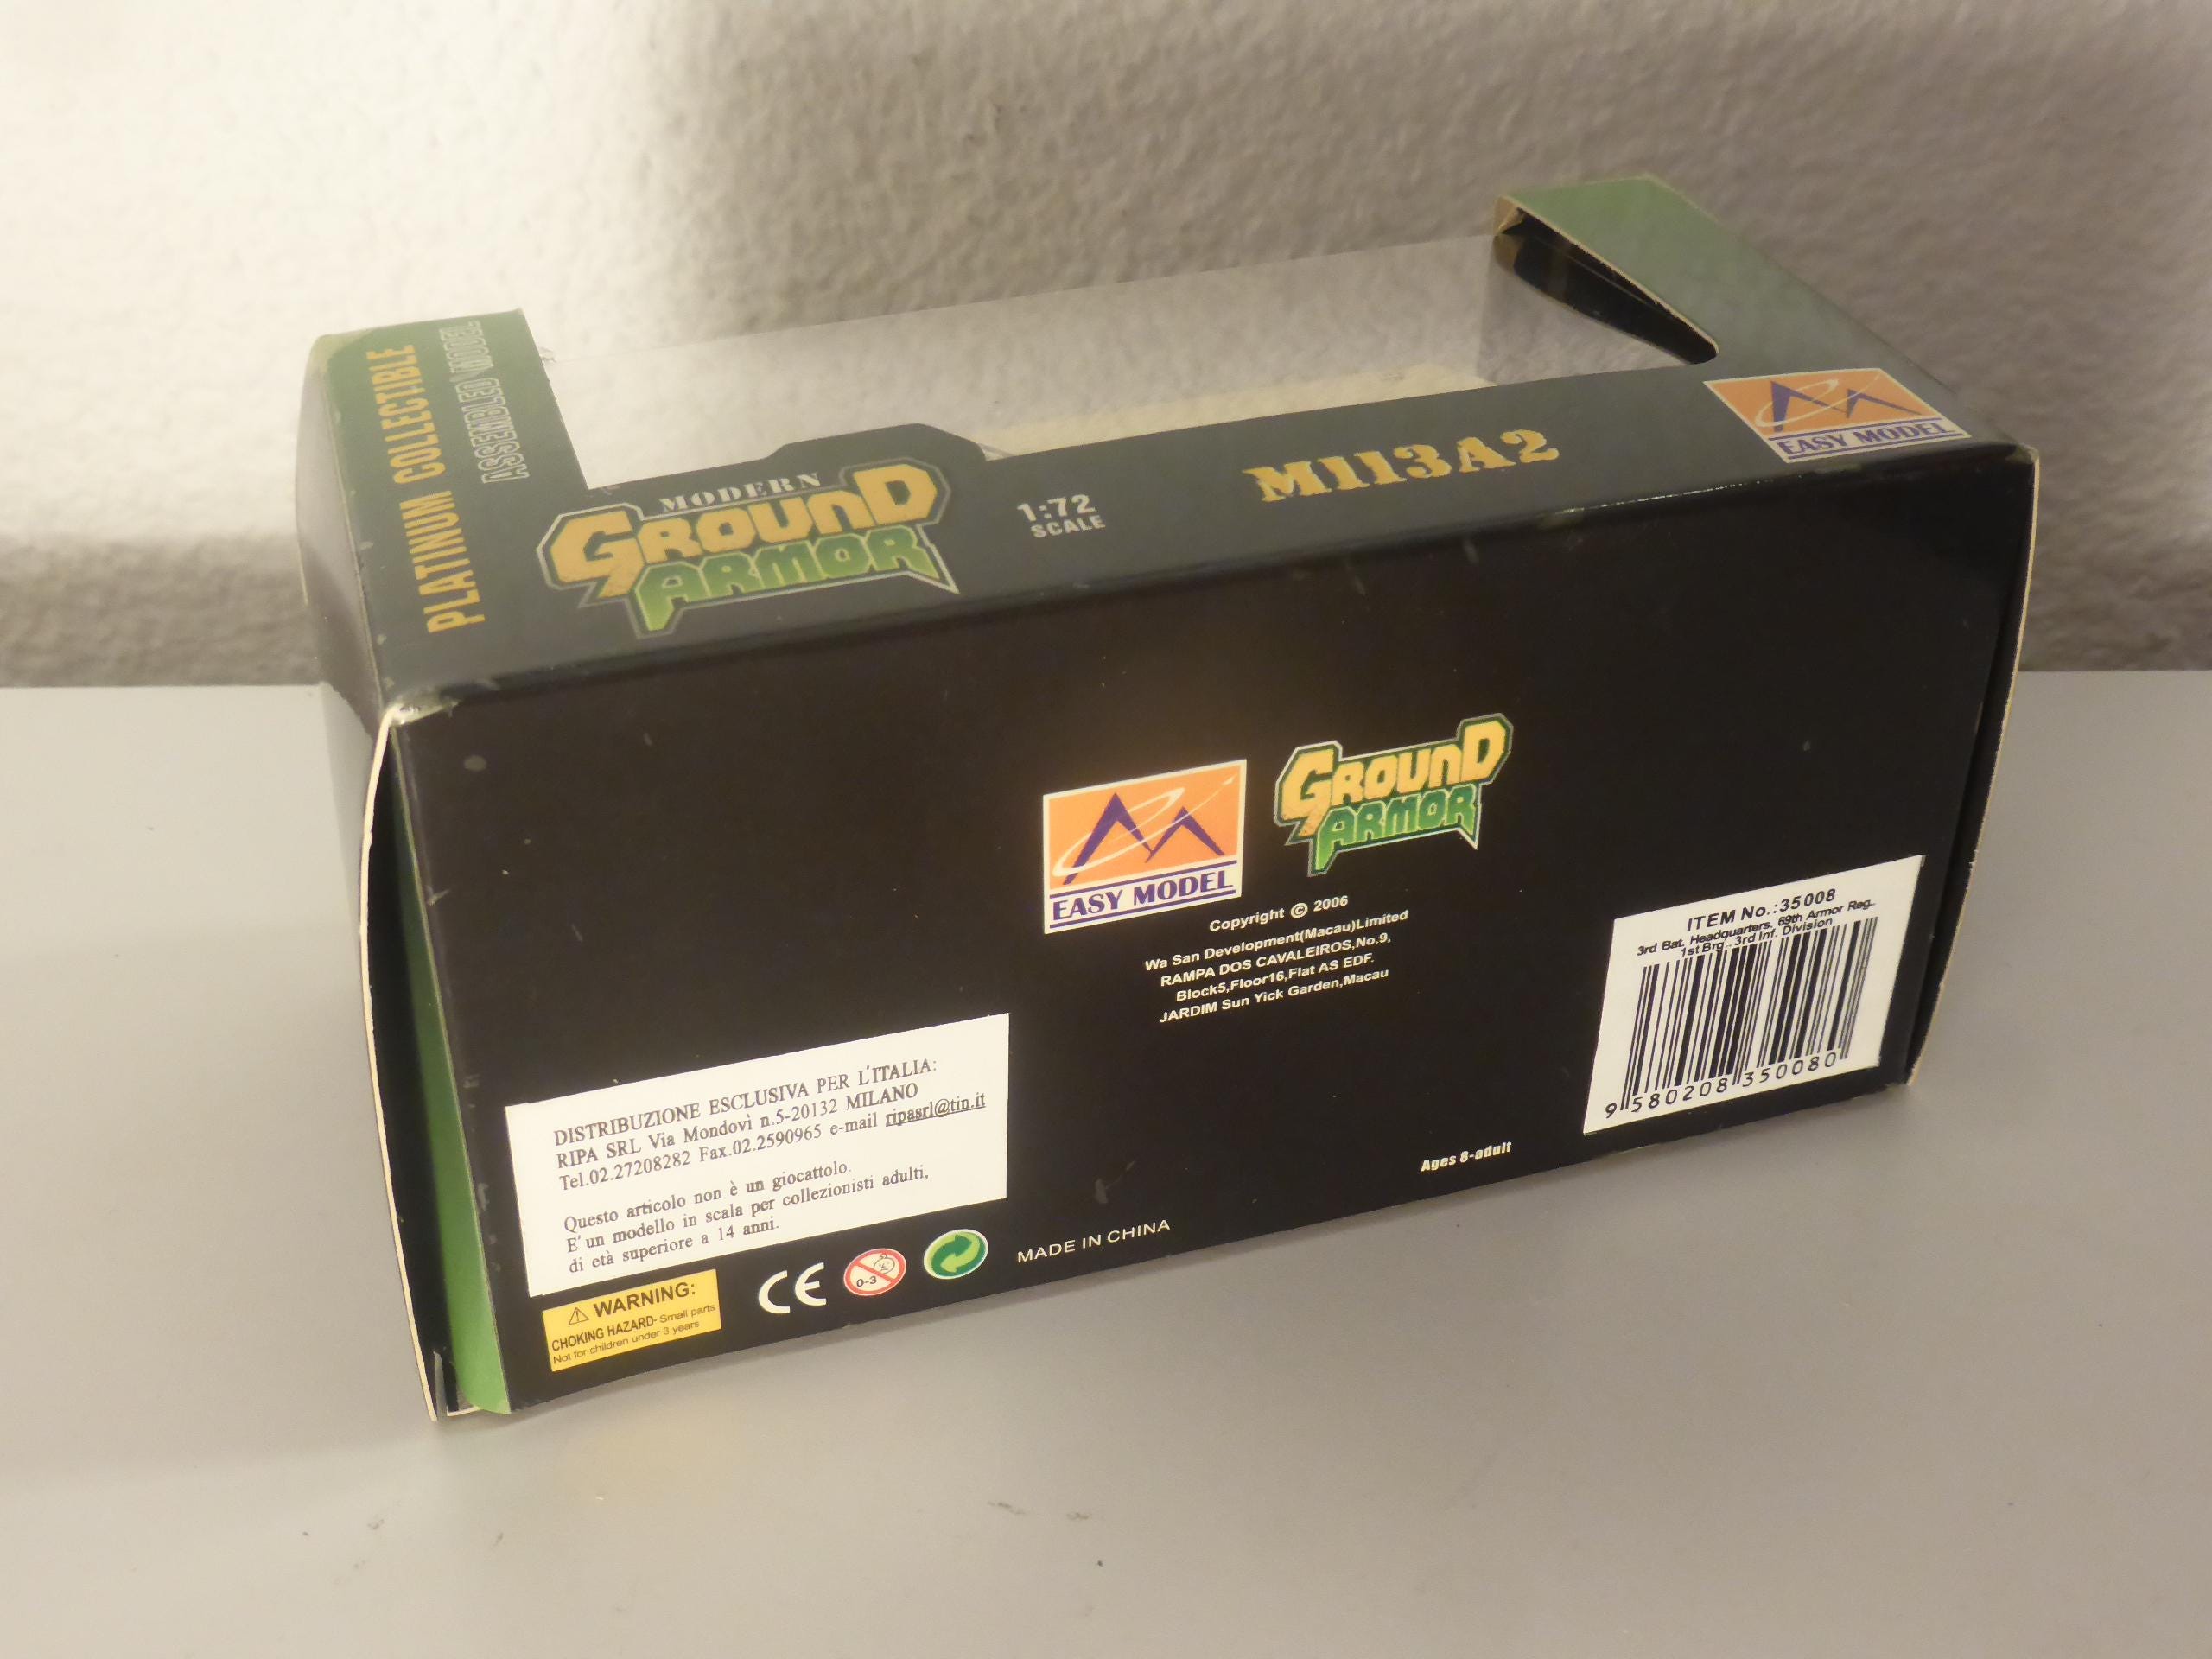 PLATINUM COLLECTIBLE
ASSEMBLED MODEL
MODERN
GROUND
ARMOR
1:72
SCALE
M113A2
EASY MODEL
EASY MODEL
GROUND
ARMOR
Copyright © 2006
Wa San Development(Macau)Limited
RAMPA DOS CAVALEIROS,No.9,
Block5,Floor16,Flat AS EDF.
JARDIM Sun Yick Garden,Macau
ITEM No.:35008
3rd Bat. Headquarters, 69th Armor Reg.
1st Brg., 3rd Inf. Division
9 580208 350080
Ages 8-adult
DISTRIBUZIONE ESCLUSIVA PER L'ITALIA:
RIPA SRL Via Mondovì n.5-20132 MILANO
Tel.02.27208282 Fax.02.2590965 e-mail ripasrl@tin.it
Questo articolo non è un giocattolo.
E' un modello in scala per collezionisti adulti,
di età superiore a 14 anni.
WARNING:
CHOKING HAZARD- Small parts
Not for children under 3 years
CE
0-3
MADE IN CHINA